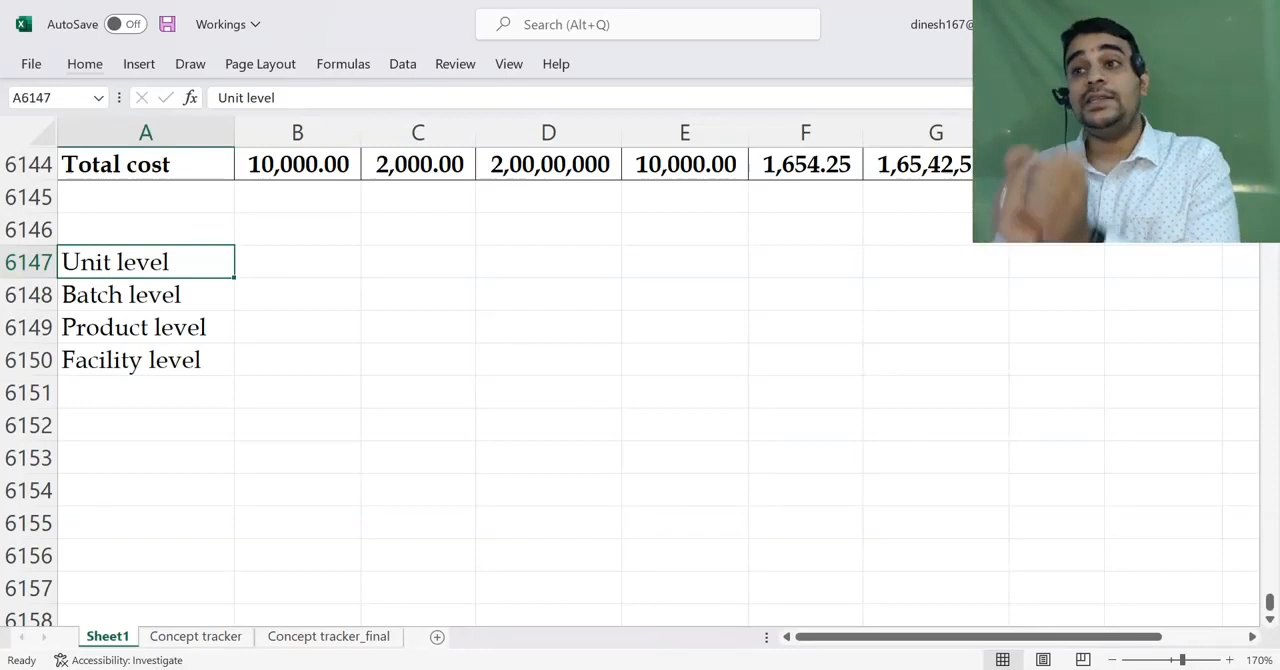 AutoSave Off Workings Search (Alt+Q) dinesh167@
File Home Insert Draw Page Layout Formulas Data Review View Help
A6147 fx Unit level
A B C D E F G
6144 Total cost 10,000.00 2,000.00 2,00,00,000 10,000.00 1,654.25 1,65,42,5
6145
6146
6147 Unit level
6148 Batch level
6149 Product level
6150 Facility level
6151
6152
6153
6154
6155
6156
6157
6158
Sheet1 Concept tracker Concept tracker_final
Ready Accessibility: Investigate 170%